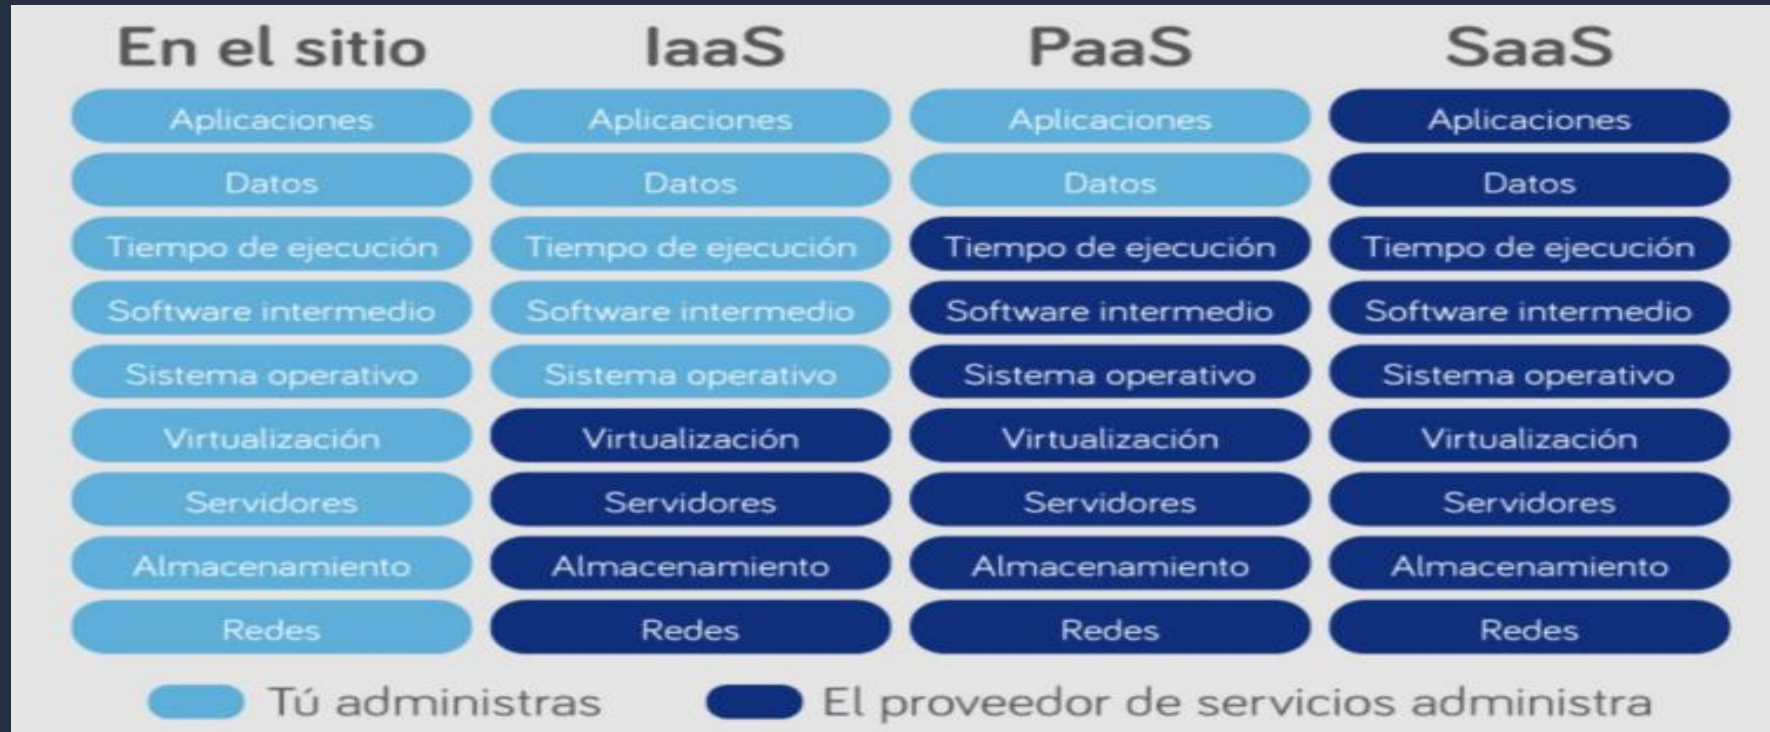 En el sitio IaaS PaaS SaaS
Aplicaciones Aplicaciones Aplicaciones Aplicaciones
Datos Datos Datos Datos
Tiempo de ejecución Tiempo de ejecución Tiempo de ejecución Tiempo de ejecución
Software intermedio Software intermedio Software intermedio Software intermedio
Sistema operativo Sistema operativo Sistema operativo Sistema operativo
Virtualización Virtualización Virtualización Virtualización
Servidores Servidores Servidores Servidores
Almacenamiento Almacenamiento Almacenamiento Almacenamiento
Redes Redes Redes Redes
Tú administras El proveedor de servicios administra